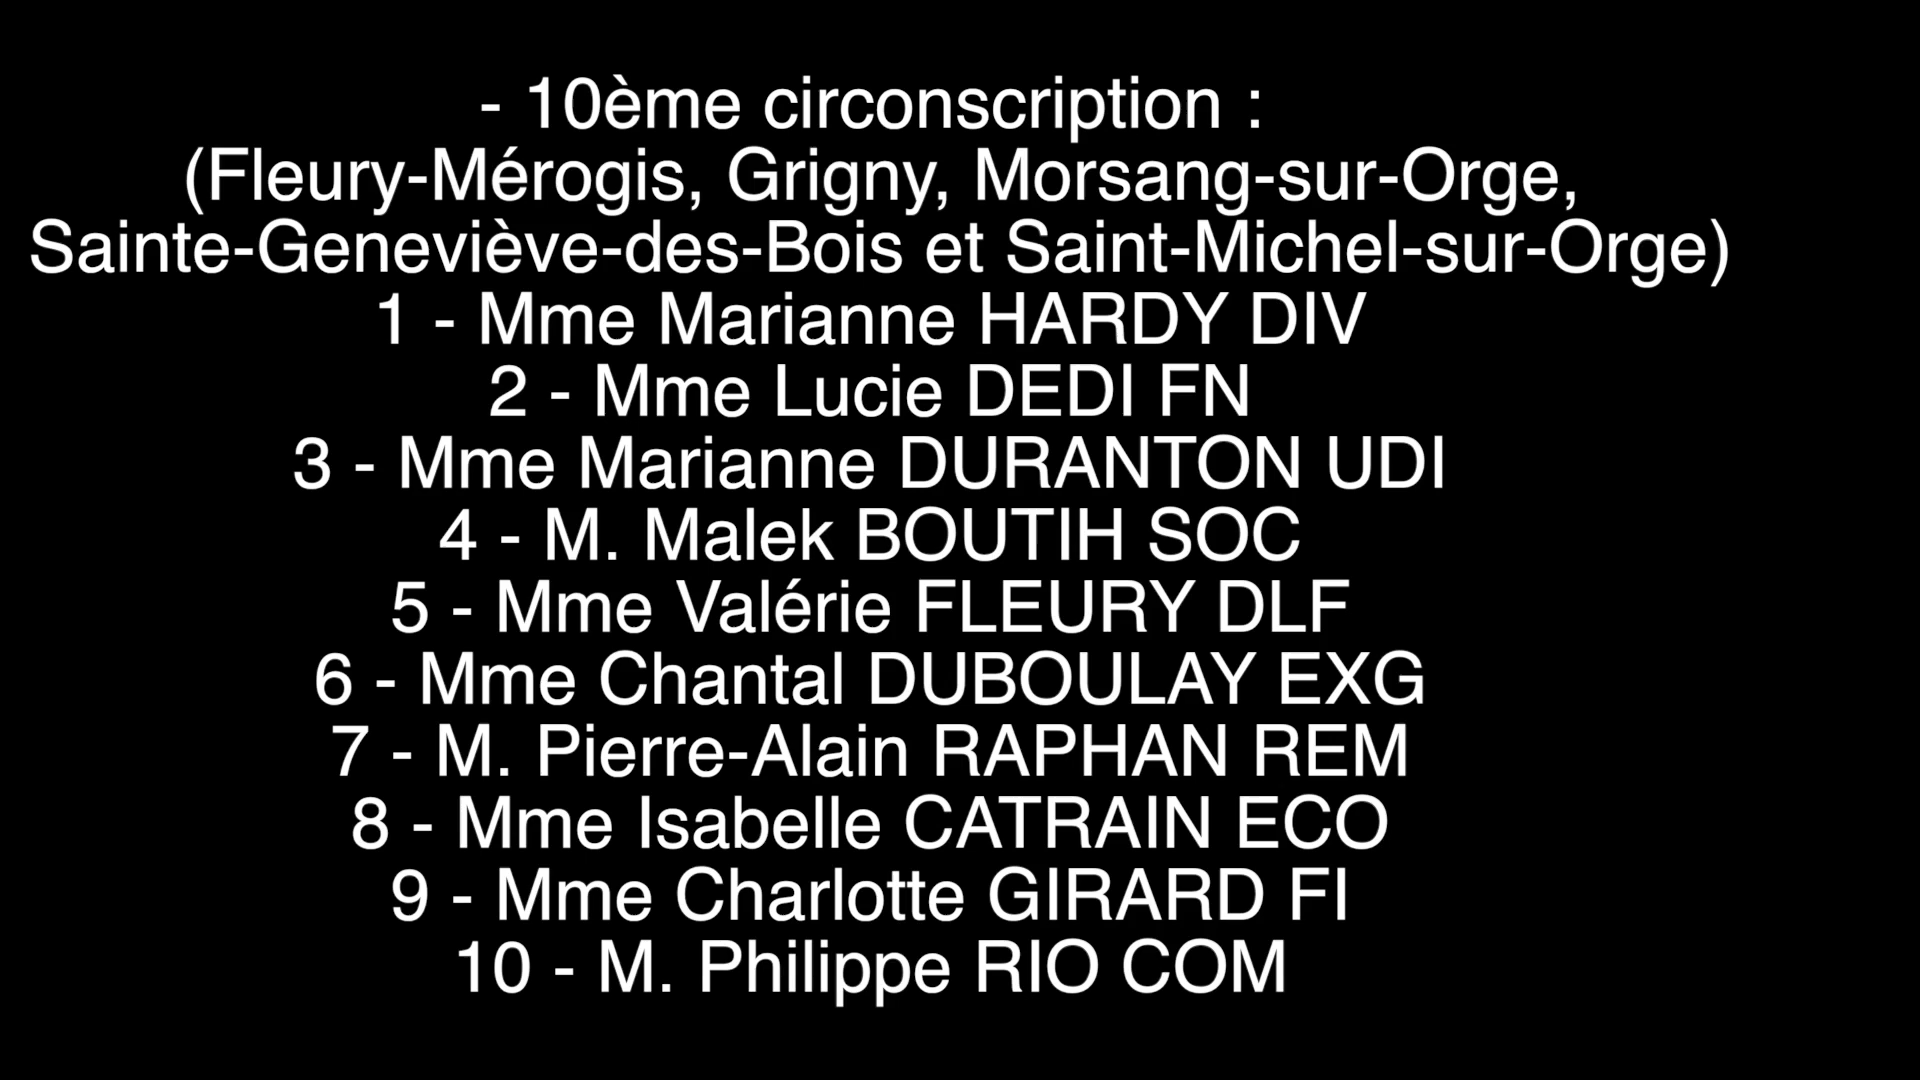 - 10ème circonscription :
(Fleury-Mérogis, Grigny, Morsang-sur-Orge,
Sainte-Geneviève-des-Bois et Saint-Michel-sur-Orge)
1 - Mme Marianne HARDY DIV
2 - Mme Lucie DEDI FN
3 - Mme Marianne DURANTON UDI
4 - M. Malek BOUTIH SOC
5 - Mme Valérie FLEURY DLF
6 - Mme Chantal DUBOULAY EXG
7 - M. Pierre-Alain RAPHAN REM
8 - Mme Isabelle CATRAIN ECO
9 - Mme Charlotte GIRARD FI
10 - M. Philippe RIO COM